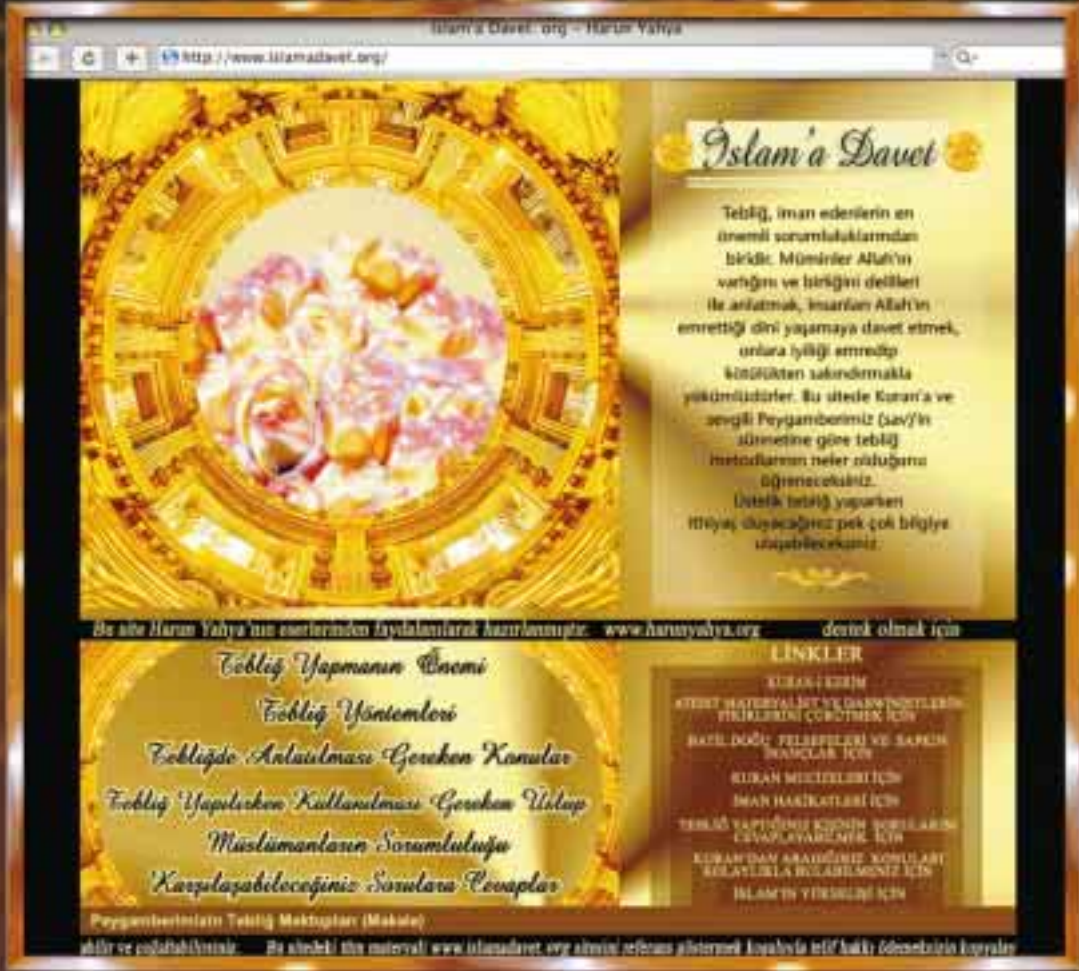 Islam'a Davet. org - Harun Yahya
http://www.islamadavet.org/
İslam'a Davet
Tebliğ, iman edenlerin en
önemli sorumluluklarından
biridir. Müminler Allah'ın
varlığını ve birliğini delilleri
ile anlatmak, insanları Allah'ın
emrettiği dini yaşamaya davet etmek,
onlara iyiliği emredip
kötülükten sakındırmakla
yükümlüdürler. Bu sitede Kuran'a ve
sevgili Peygamberimiz (sav)'in
sünnetine göre tebliğ
metodlarının neler olduğunu
öğreneceksiniz.
Üstelik tebliğ yaparken
ihtiyaç duyacağınız pek çok bilgiye
ulaşabileceksiniz.
Bu site Harun Yahya'nın eserlerinden faydalanılarak hazırlanmıştır. www.harunyahya.org destek olmak için
Tebliğ Yapmanın Önemi
Tebliğ Yöntemleri
Tebliğde Anlatılması Gereken Konular
Tebliğ Yapılırken Kullanılması Gereken Üslup
Müslümanların Sorumluluğu
Karşılaşabileceğiniz Sorulara Cevaplar
Peygamberimizin Tebliğ Mektupları (Makale)
LİNKLER
KURAN-I KERİM
ATEİST MATERYALİST VE DARWİNİSTLERİN
FİKİRLERİNİ ÇÜRÜTMEK İÇİN
BATIL DOĞU FELSEFELERİ VE SAPKIN
İNANÇLAR İÇİN
KURAN MUCİZELERİ İÇİN
İMAN HAKİKATLERİ İÇİN
TEBLİĞ YAPTIĞINIZ KİŞİNİN SORULARINI
CEVAPLAYABİLMEK İÇİN
KURAN'DAN ARADIĞINIZ KONULARI
KOLAYLIKLA BULABİLMENİZ İÇİN
İSLAM'IN YÜKSELİŞİ İÇİN
abilir ve çoğaltabilirsiniz. Bu sitedeki tüm materyali www.islamadavet.org sitesini referans göstermek koşuluyla telif hakkı ödemeksizin kopyalay